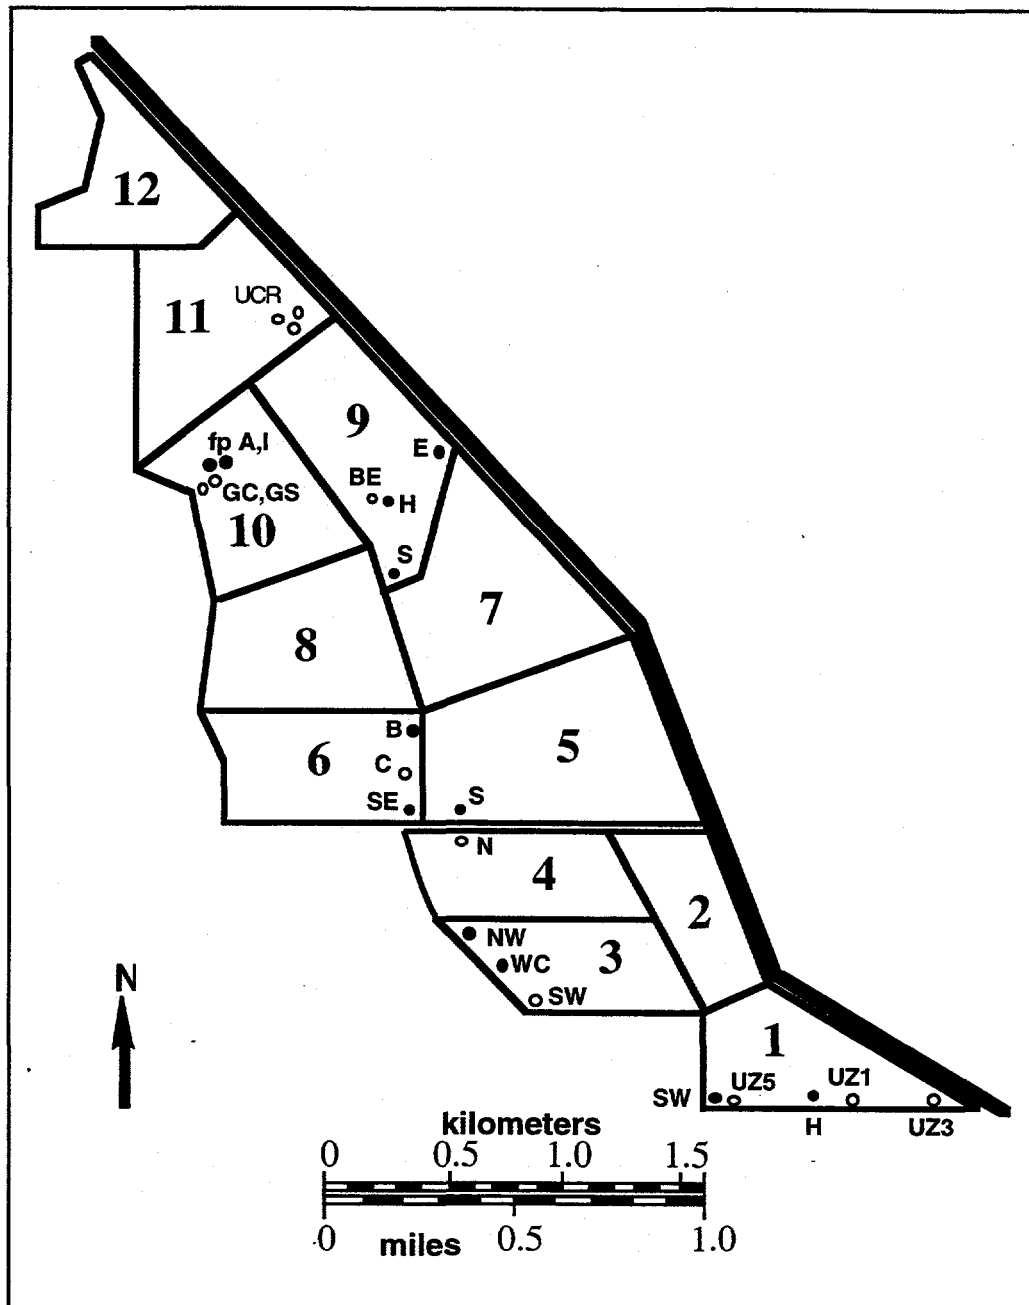 12
UCR
11
9
fp A,I
E
BE
H
GC,GS
10
S
7
8
B
5
6
C
SE
S
N
4
2
NW
3
WC
SW
N
1
UZ5
UZ1
SW
H
UZ3
kilometers
0 0.5 1.0 1.5
0 0.5 1.0
miles